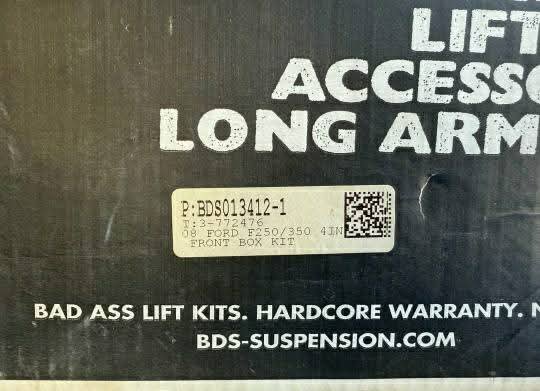 LIFT
ACCESSO
LONG ARM
P:BDS013412-1
T:3-772476
08 FORD F250/350 4IN
FRONT BOX KIT
BAD ASS LIFT KITS. HARDCORE WARRANTY. N
BDS-SUSPENSION.COM